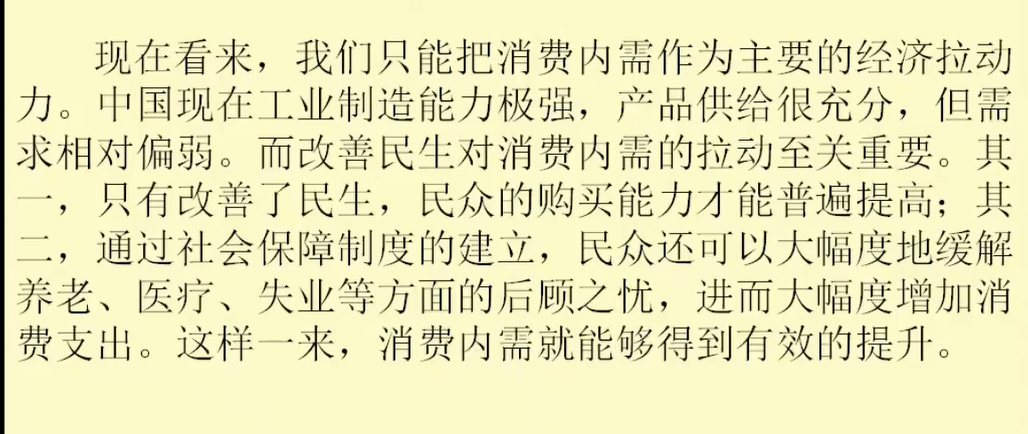 现在看来，我们只能把消费内需作为主要的经济拉动
力。中国现在工业制造能力极强，产品供给很充分，但需
求相对偏弱。而改善民生对消费内需的拉动至关重要。其
一，只有改善了民生，民众的购买能力才能普遍提高；其
二，通过社会保障制度的建立，民众还可以大幅度地缓解
养老、医疗、失业等方面的后顾之忧，进而大幅度增加消
费支出。这样一来，消费内需就能够得到有效的提升。